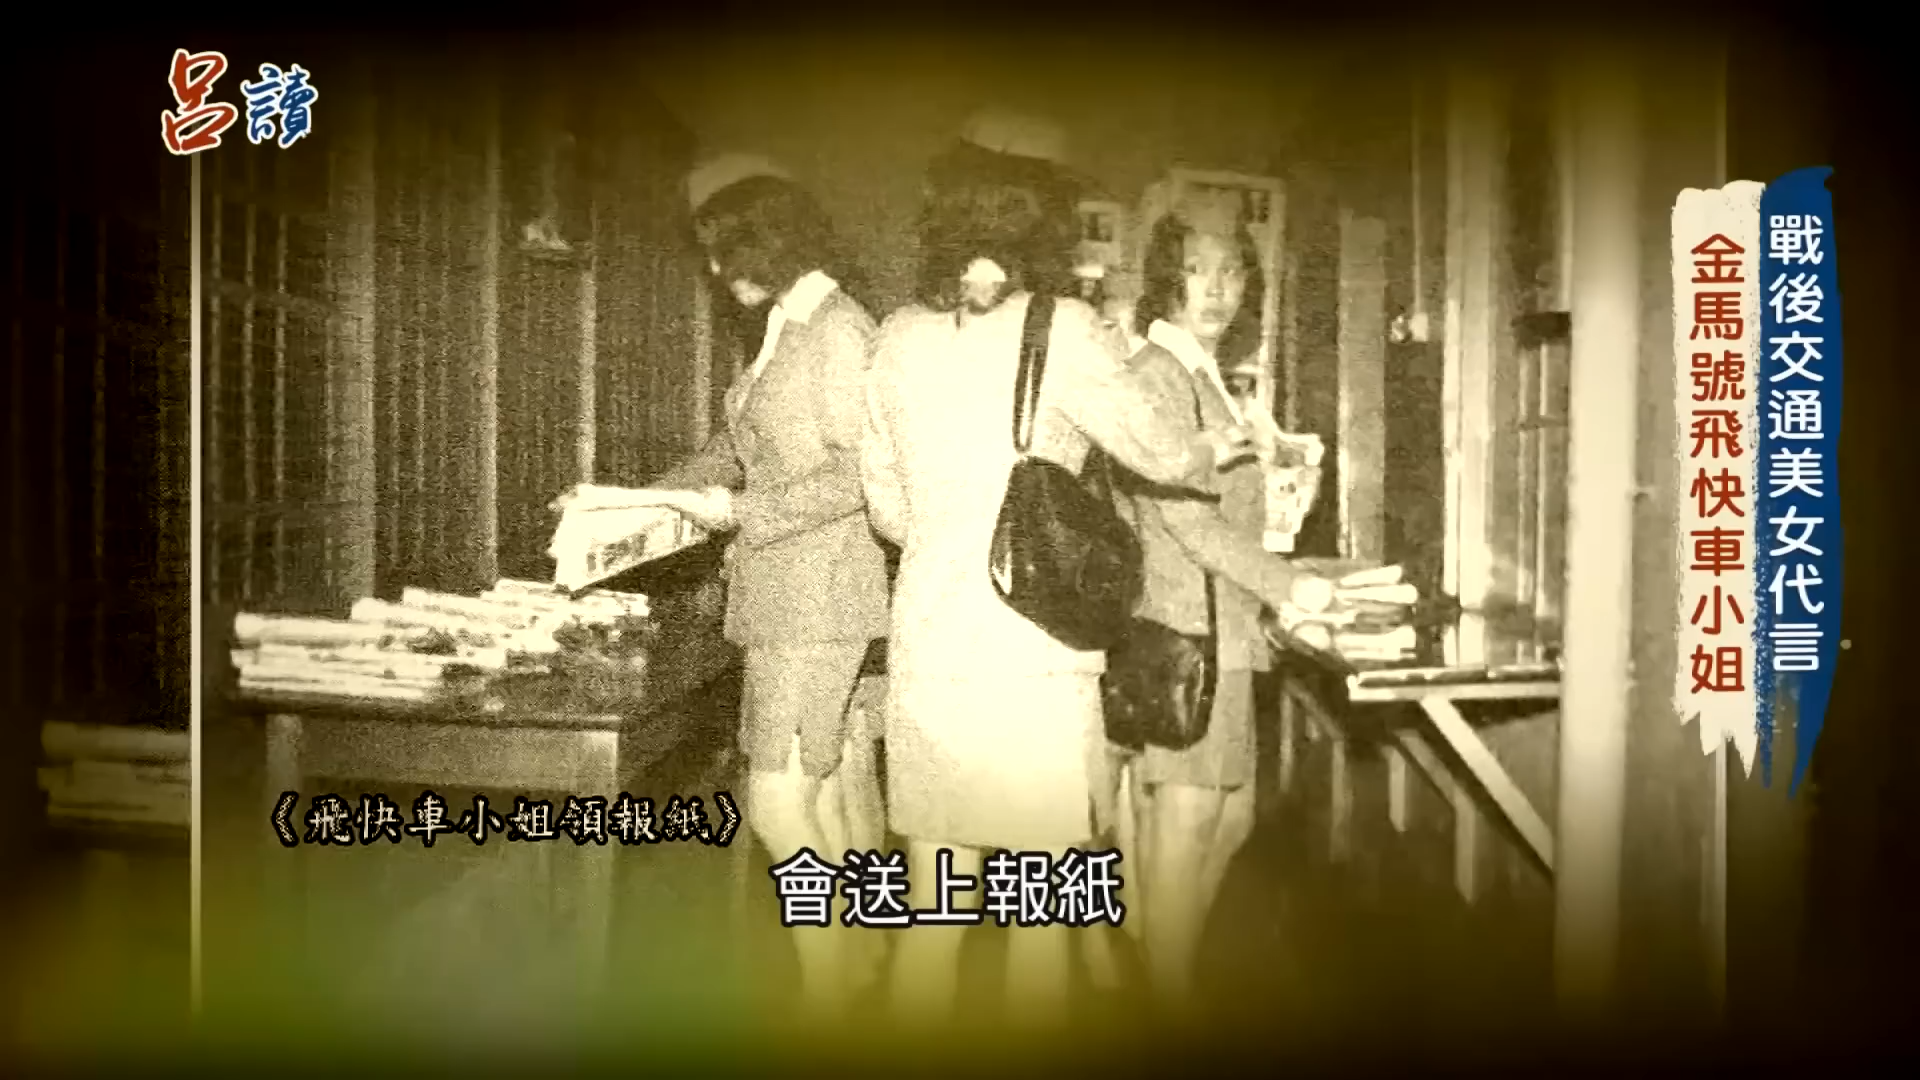 呂讀
戰後交通美女代言
金馬號飛快車小姐
《飛快車小姐領報紙》
會送上報紙